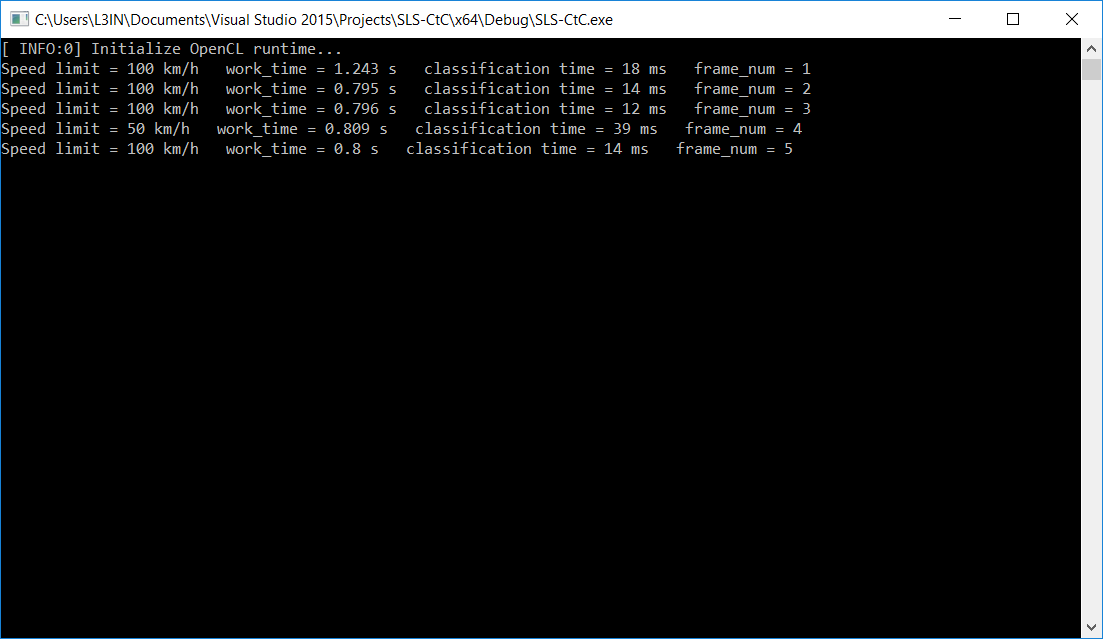 C:\Users\L3IN\Documents\Visual Studio 2015\Projects\SLS-CtC\x64\Debug\SLS-CtC.exe
[ INFO:0] Initialize OpenCL runtime...
Speed limit = 100 km/h   work_time = 1.243 s   classification time = 18 ms   frame_num = 1
Speed limit = 100 km/h   work_time = 0.795 s   classification time = 14 ms   frame_num = 2
Speed limit = 100 km/h   work_time = 0.796 s   classification time = 12 ms   frame_num = 3
Speed limit = 50 km/h   work_time = 0.809 s   classification time = 39 ms   frame_num = 4
Speed limit = 100 km/h   work_time = 0.8 s   classification time = 14 ms   frame_num = 5